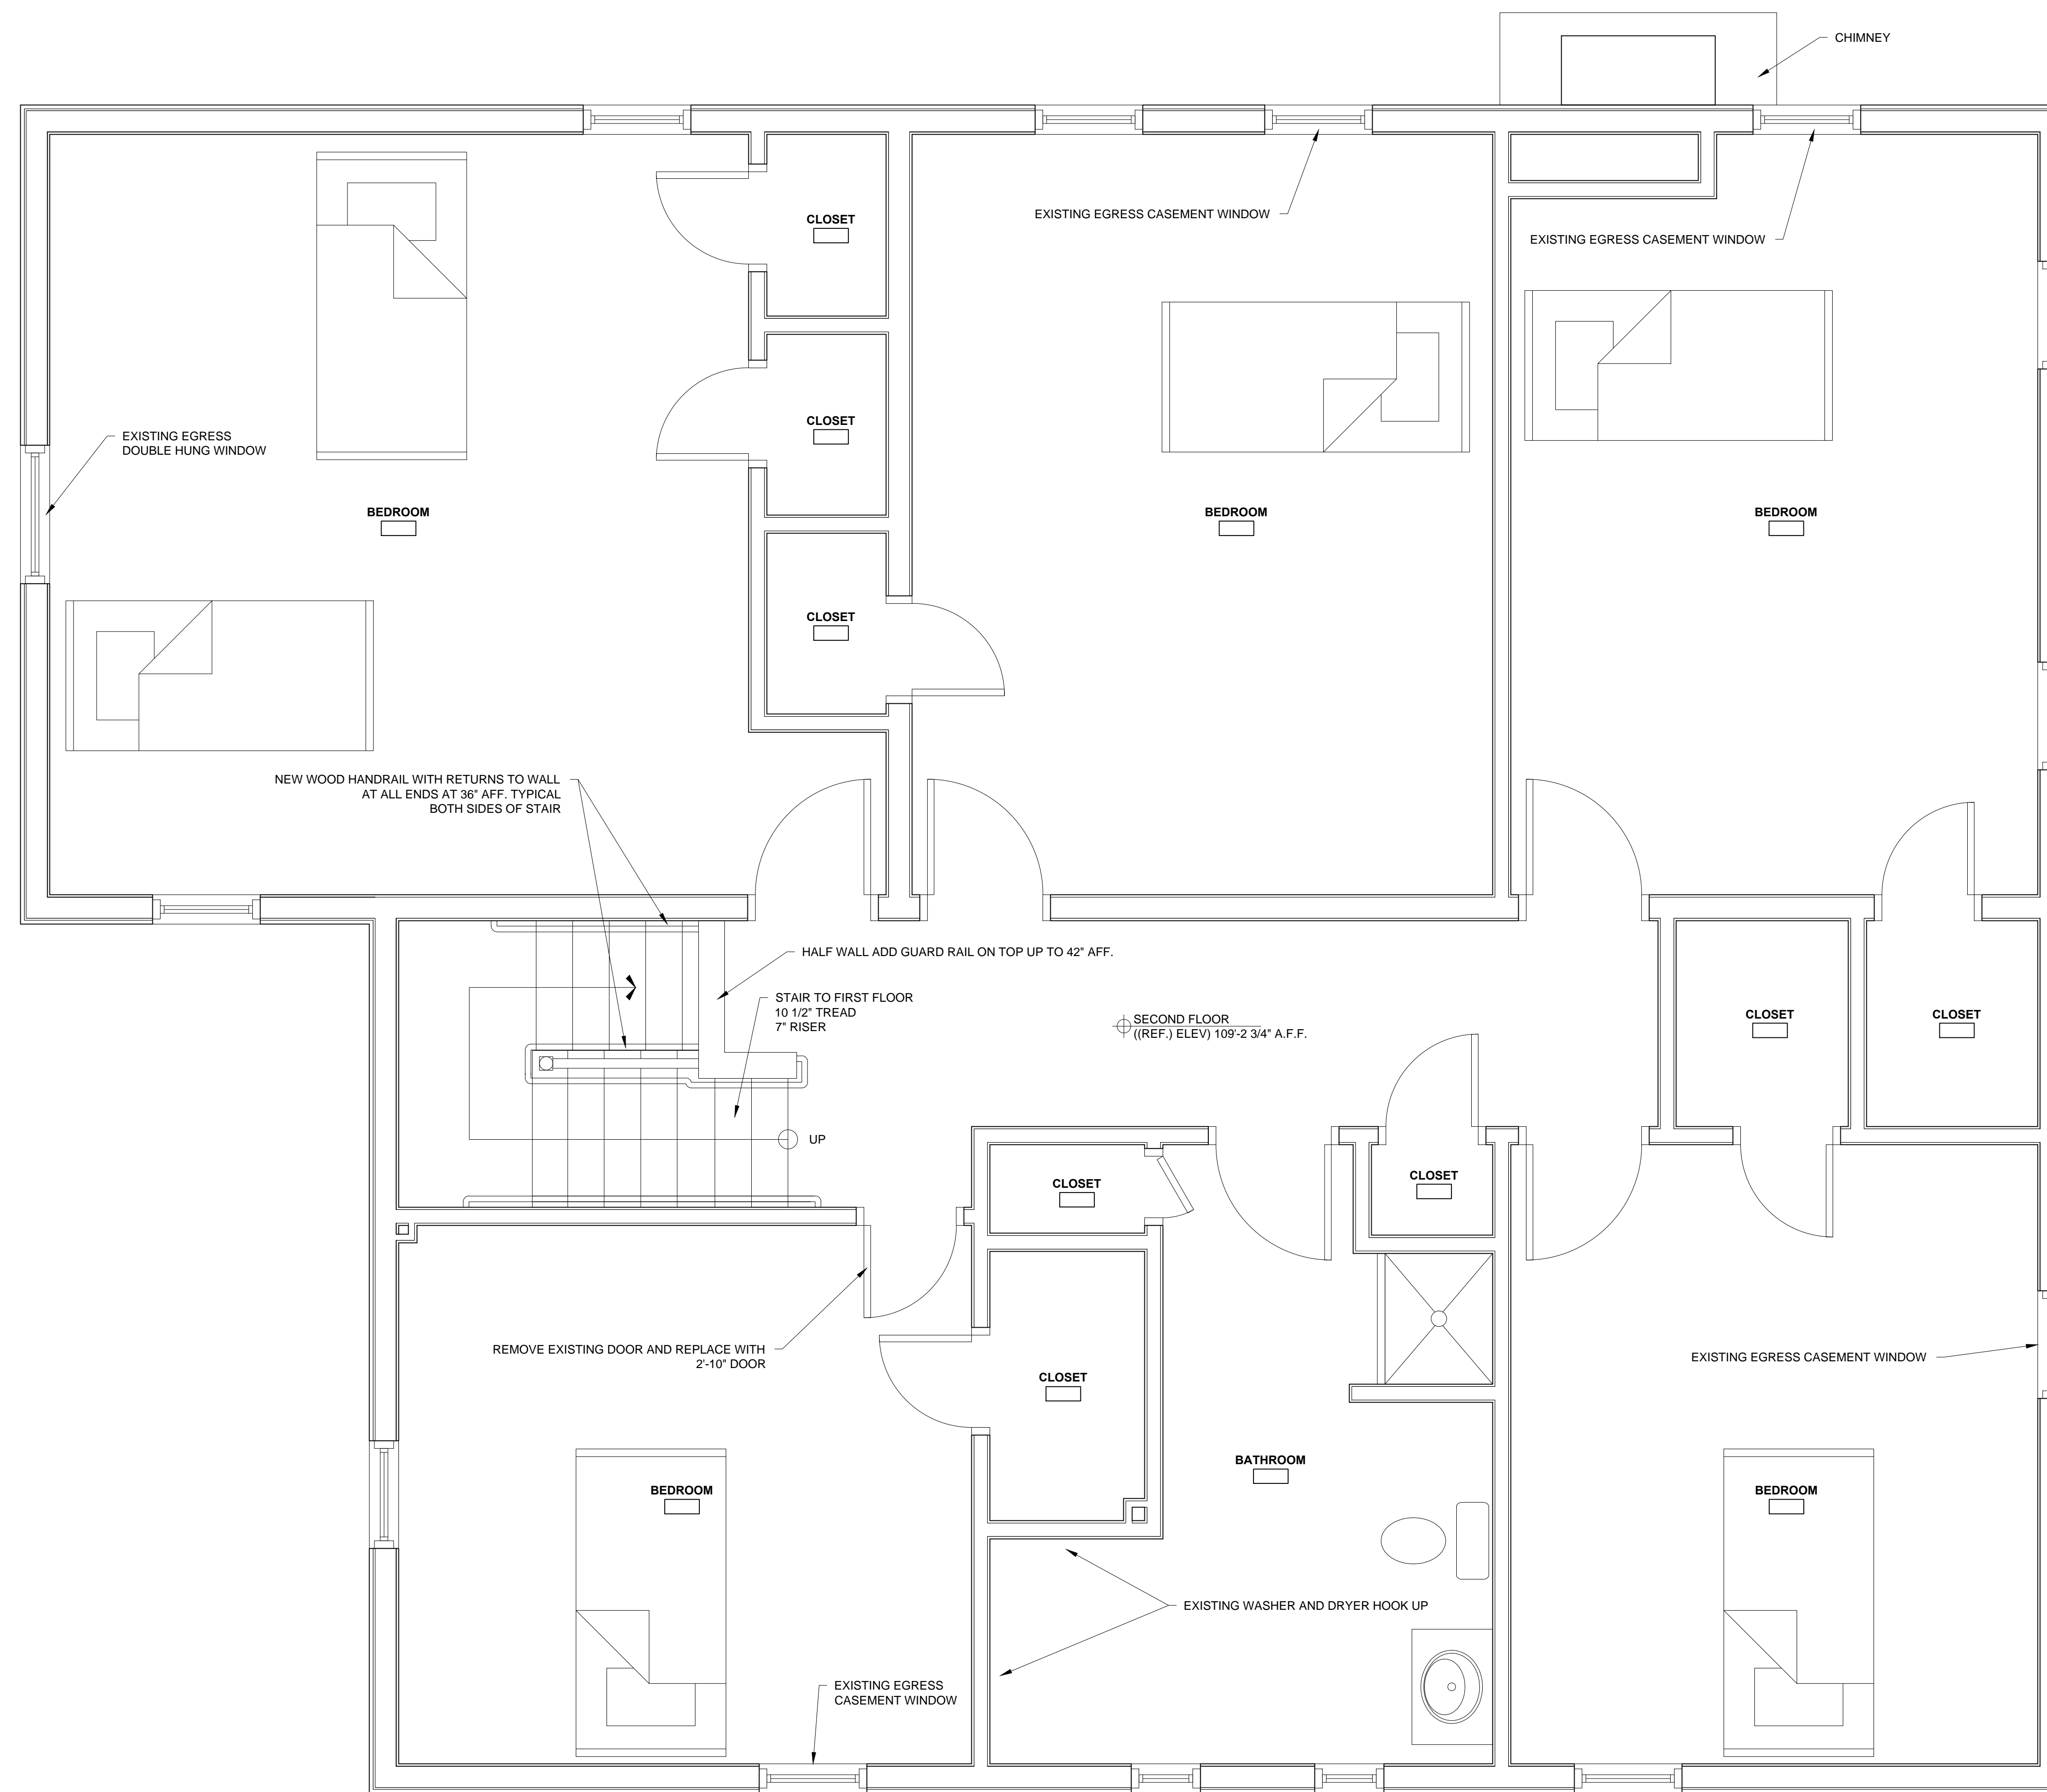 CHIMNEY
CLOSET
EXISTING EGRESS CASEMENT WINDOW
EXISTING EGRESS CASEMENT WINDOW
CLOSET
EXISTING EGRESS
DOUBLE HUNG WINDOW
BEDROOM
BEDROOM
BEDROOM
CLOSET
NEW WOOD HANDRAIL WITH RETURNS TO WALL
AT ALL ENDS AT 36" AFF. TYPICAL
BOTH SIDES OF STAIR
HALF WALL ADD GUARD RAIL ON TOP UP TO 42" AFF.
STAIR TO FIRST FLOOR
10 1/2" TREAD
7" RISER
SECOND FLOOR
((REF.) ELEV) 109'-2 3/4" A.F.F.
CLOSET
CLOSET
UP
CLOSET
CLOSET
REMOVE EXISTING DOOR AND REPLACE WITH
2'-10" DOOR
EXISTING EGRESS CASEMENT WINDOW
CLOSET
BATHROOM
BEDROOM
BEDROOM
EXISTING WASHER AND DRYER HOOK UP
EXISTING EGRESS
CASEMENT WINDOW